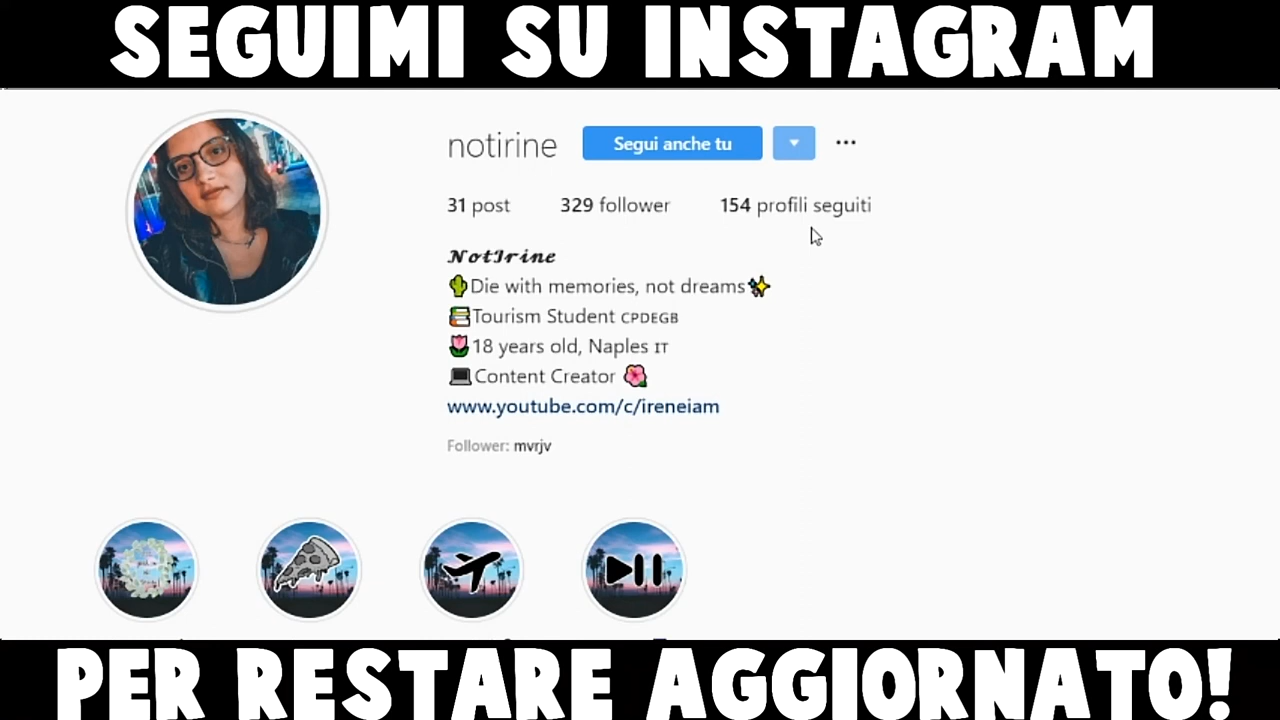 SEGUIMI SU INSTAGRAM
notirine Segui anche tu
31 post 329 follower 154 profili seguiti
NotIrine
🌵Die with memories, not dreams✨
📚Tourism Student CPDEGB
🌷18 years old, Naples IT
💻Content Creator 🌺
www.youtube.com/c/ireneiam
Follower: mvrjv
PER RESTARE AGGIORNATO!